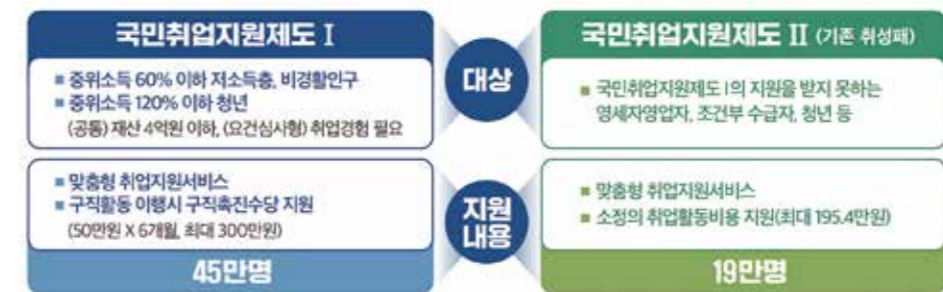 국민취업지원제도 I
■ 중위소득 60% 이하 저소득층, 비경활인구
■ 중위소득 120% 이하 청년
(공통) 재산 4억원 이하, (요건심사형) 취업경험 필요
■ 맞춤형 취업지원서비스
■ 구직활동 이행시 구직촉진수당 지원
(50만원 X 6개월, 최대 300만원)
45만명
대상
지원
내용
국민취업지원제도 II (기존 취성패)
■ 국민취업지원제도 I의 지원을 받지 못하는
영세자영업자, 조건부 수급자, 청년 등
■ 맞춤형 취업지원서비스
■ 소정의 취업활동비용 지원(최대 195.4만원)
19만명